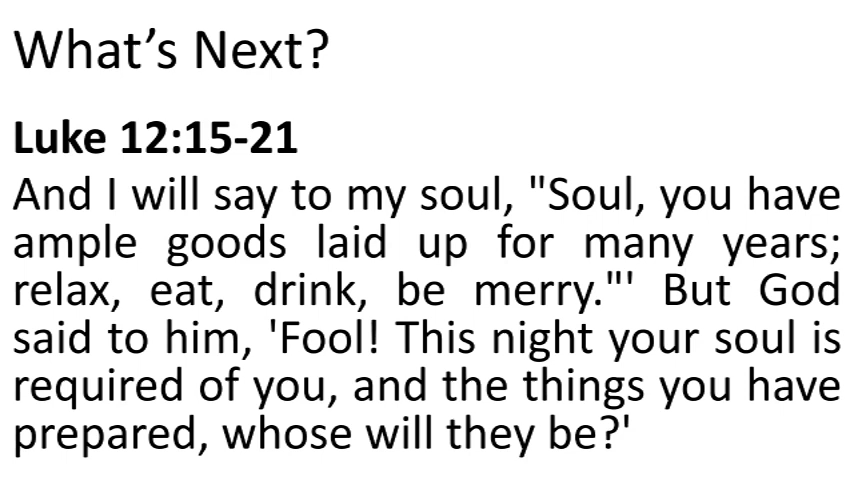 What’s Next?
Luke 12:15-21
And I will say to my soul, "Soul, you have
ample goods laid up for many years;
relax, eat, drink, be merry."' But God
said to him, 'Fool! This night your soul is
required of you, and the things you have
prepared, whose will they be?'